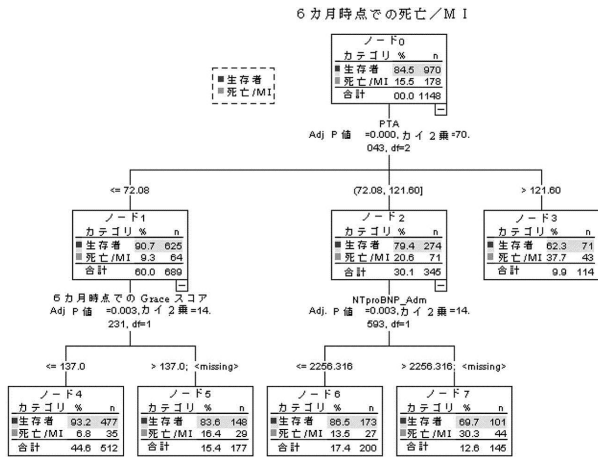 6カ月時点での死亡/MI
■生存者
■死亡/MI
ノード0
カテゴリ % n
■生存者 84.5 970
■死亡/MI 15.5 178
合計 00.0 1148
PTA
Adj P 値 =0.000, カイ2乗=70.
043, df=2
<= 72.08
(72.08, 121.60]
> 121.60
ノード1
カテゴリ % n
■生存者 90.7 625
■死亡/MI 9.3 64
合計 60.0 689
ノード2
カテゴリ % n
■生存者 79.4 274
■死亡/MI 20.6 71
合計 30.1 345
ノード3
カテゴリ % n
■生存者 62.3 71
■死亡/MI 37.7 43
合計 9.9 114
6カ月時点での Grace スコア
Adj. P 値 =0.003, カイ2乗=14.
231, df=1
NTproBNP_Adm
Adj. P 値 =0.003, カイ2乗=14.
593, df=1
<= 137.0
> 137.0; <missing>
<= 2256.316
> 2256.316; <missing>
ノード4
カテゴリ % n
■生存者 93.2 477
■死亡/MI 6.8 35
合計 44.6 512
ノード5
カテゴリ % n
■生存者 83.6 148
■死亡/MI 16.4 29
合計 15.4 177
ノード6
カテゴリ % n
■生存者 86.5 173
■死亡/MI 13.5 27
合計 17.4 200
ノード7
カテゴリ % n
■生存者 69.7 101
■死亡/MI 30.3 44
合計 12.6 145